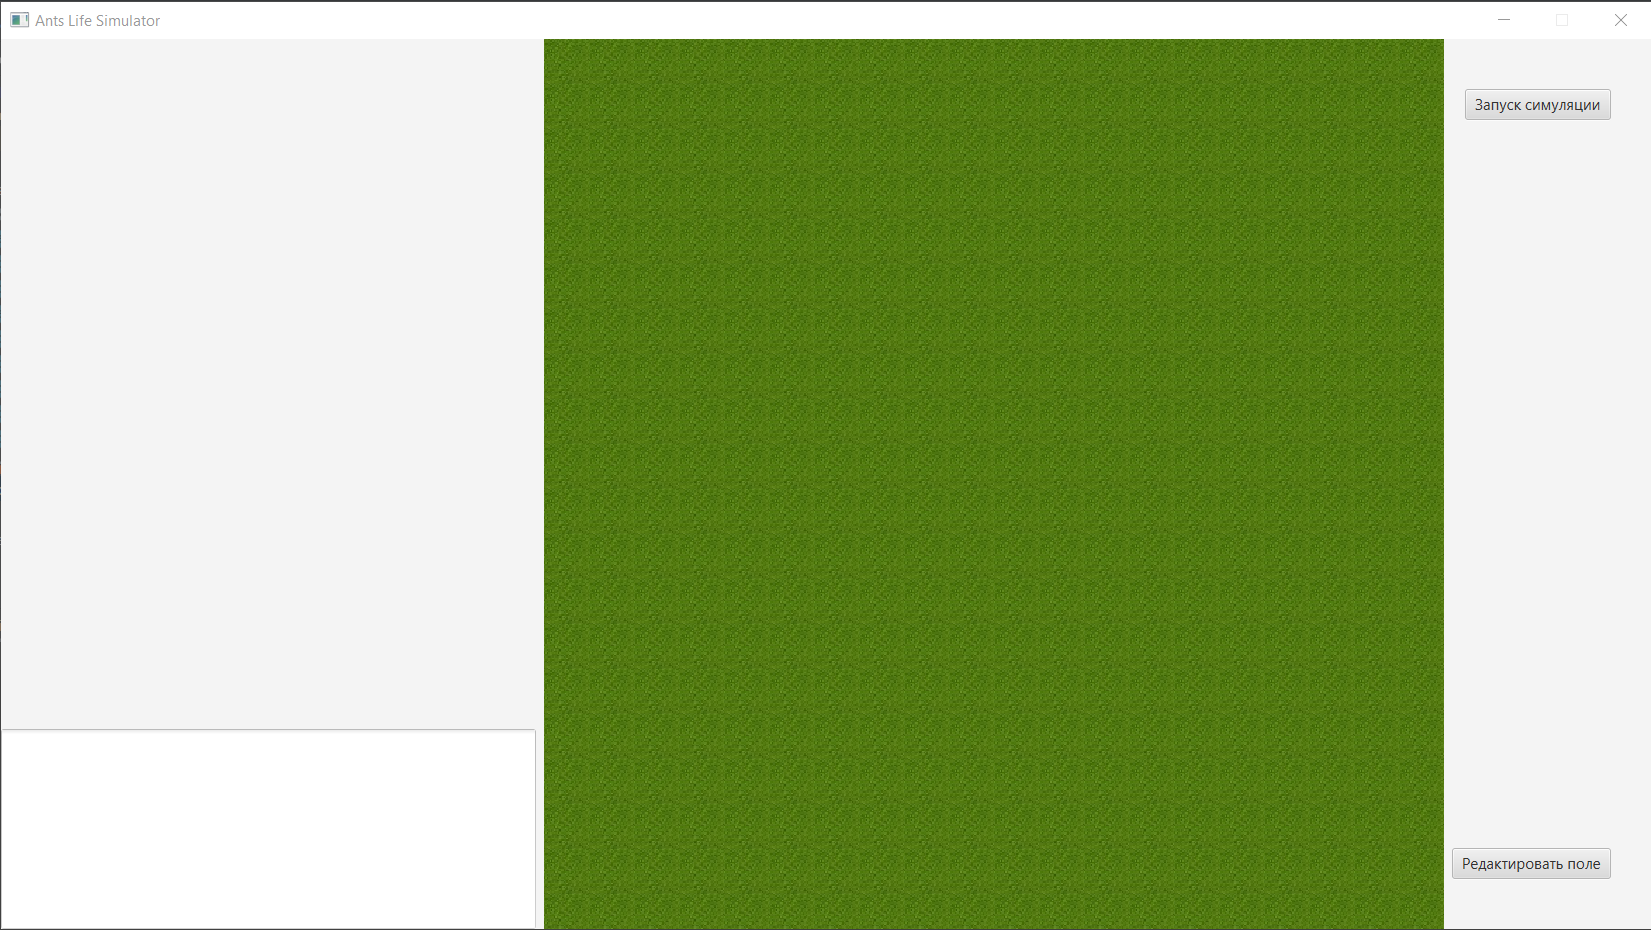 Ants Life Simulator
Запуск симуляции
Редактировать поле